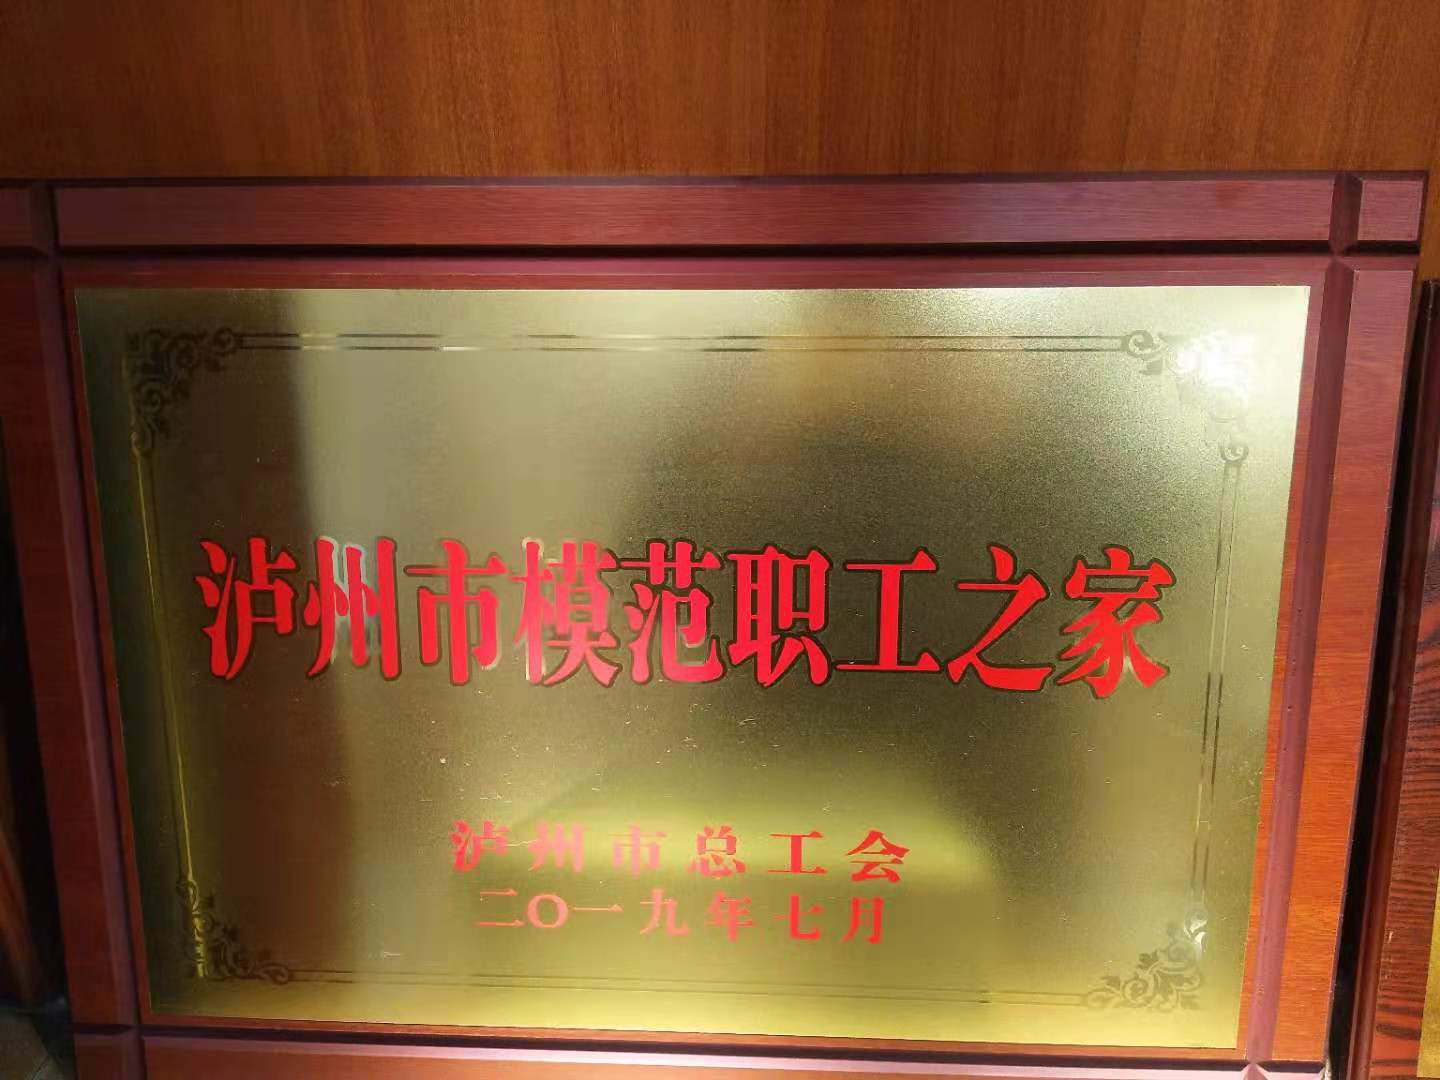 泸州市模范职工之家
泸州市总工会
二〇一九年七月